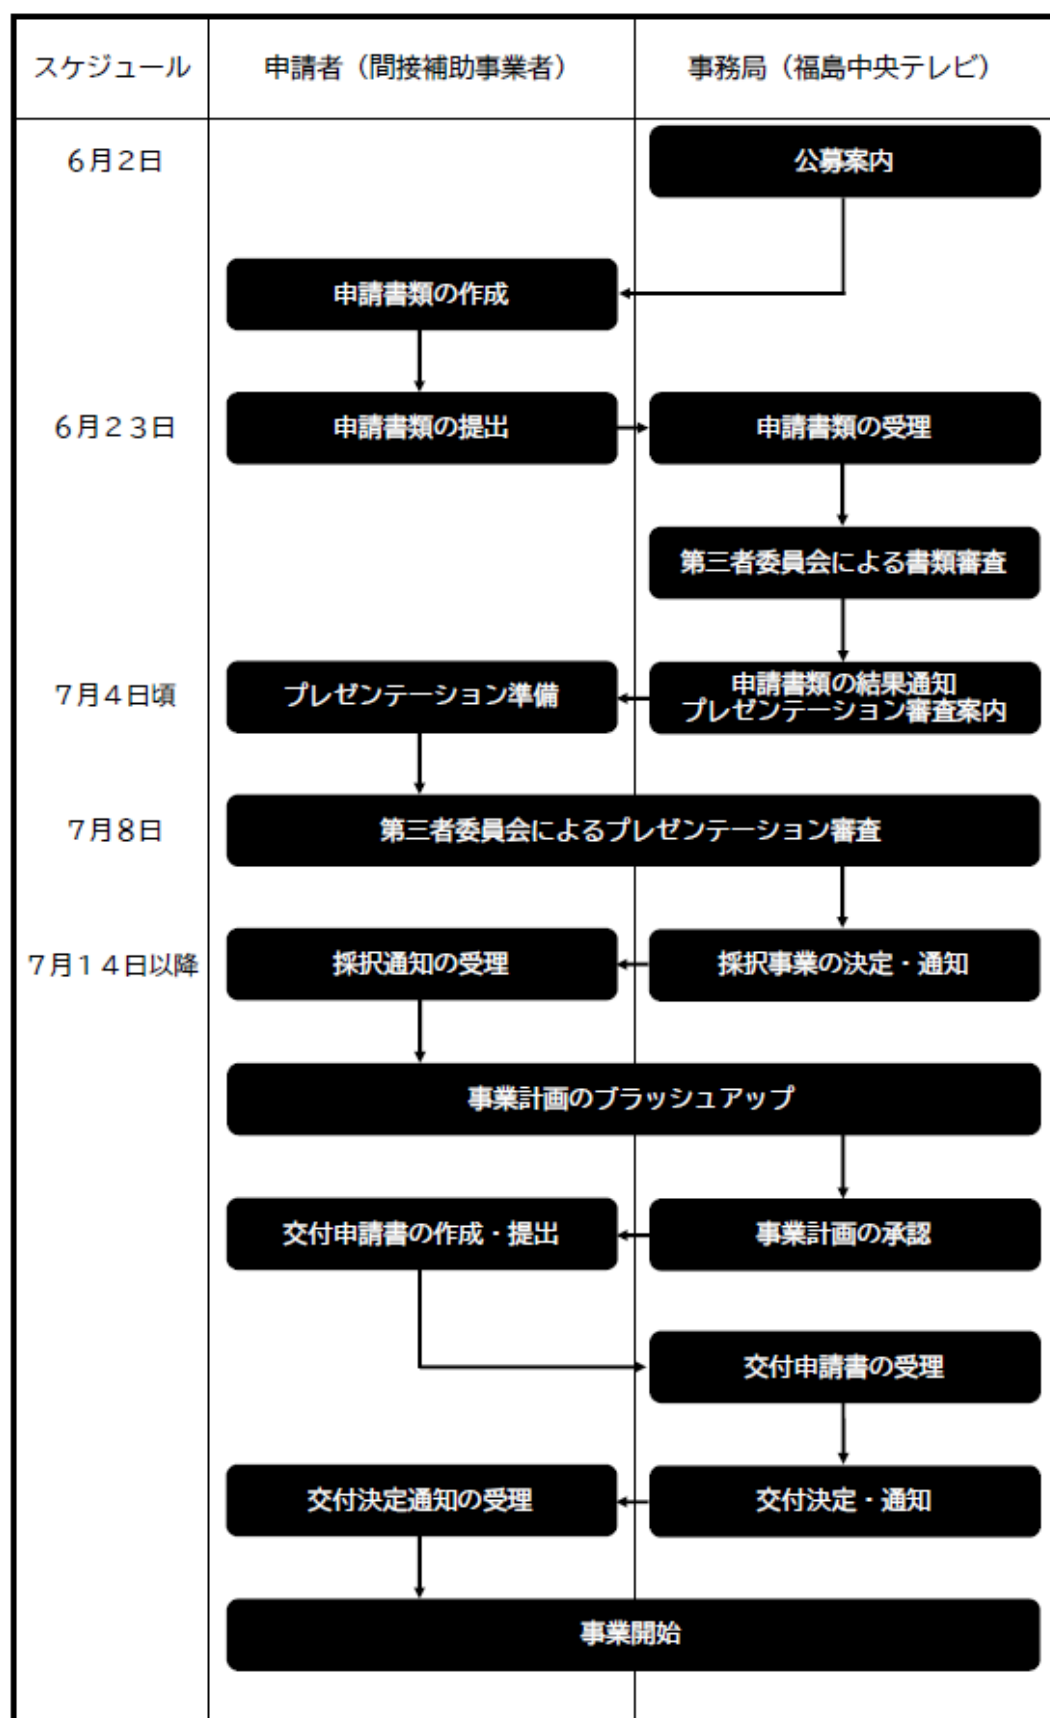 スケジュール
申請者（間接補助事業者）
事務局（福島中央テレビ）
６月２日
公募案内
申請書類の作成
６月２３日
申請書類の提出
申請書類の受理
第三者委員会による書類審査
７月４日頃
プレゼンテーション準備
申請書類の結果通知
プレゼンテーション審査案内
７月８日
第三者委員会によるプレゼンテーション審査
７月１４日以降
採択通知の受理
採択事業の決定・通知
事業計画のブラッシュアップ
交付申請書の作成・提出
事業計画の承認
交付申請書の受理
交付決定通知の受理
交付決定・通知
事業開始